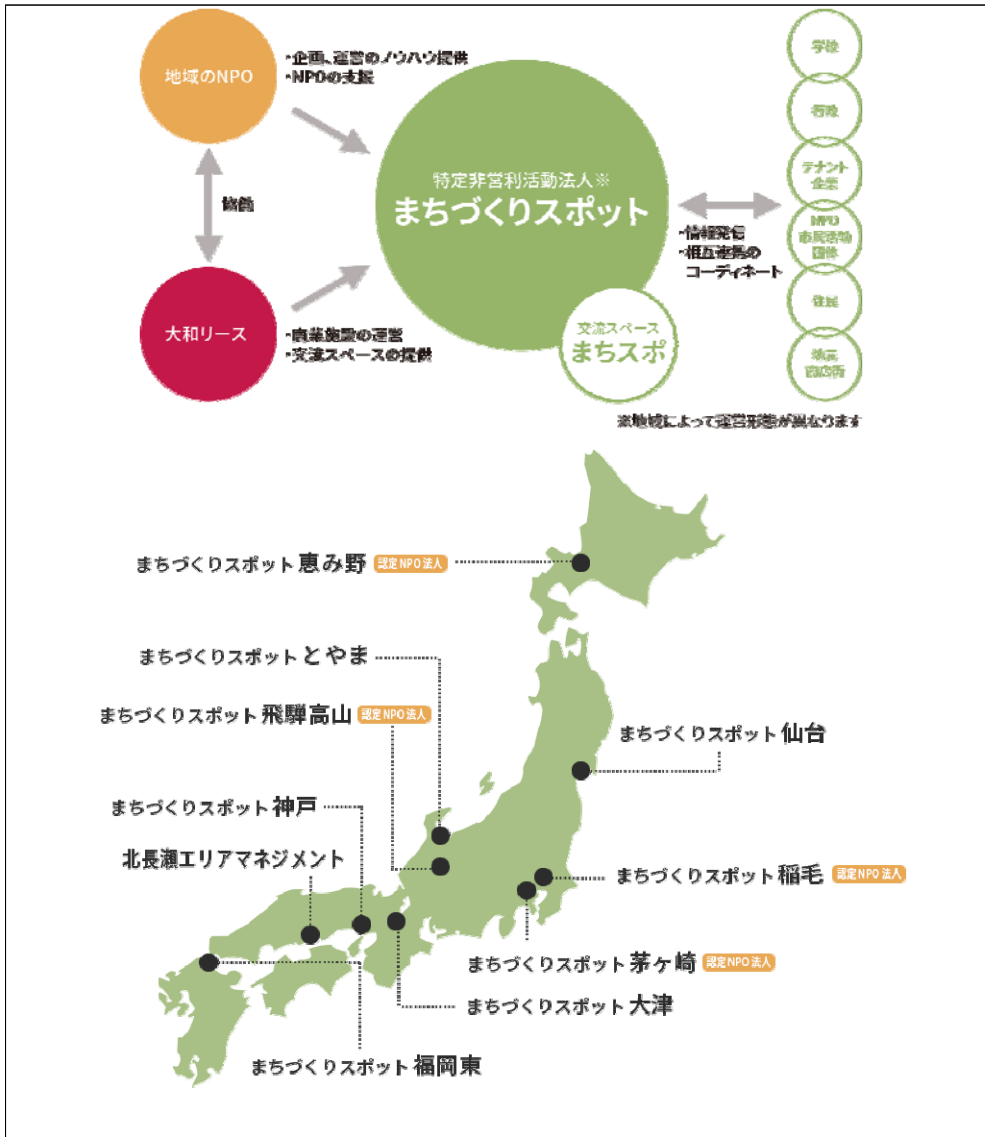 地域のNPO
・企画、運営のノウハウ提供
・NPOの支援
協働
大和リース
・商業施設の運営
・交流スペースの提供
特定非営利活動法人※
まちづくりスポット
交流スペース
まちスポ
・情報発信
・相互連携の
コーディネート
学校
行政
テナント
企業
NPO
市民活動
団体
住民
地元
商店街
※地域によって運営形態が異なります
まちづくりスポット 恵み野 認定NPO法人
まちづくりスポット とやま
まちづくりスポット 飛騨高山 認定NPO法人
まちづくりスポット 仙台
まちづくりスポット 神戸
北長瀬エリアマネジメント
まちづくりスポット 稲毛 認定NPO法人
まちづくりスポット 茅ヶ崎 認定NPO法人
まちづくりスポット 大津
まちづくりスポット 福岡東